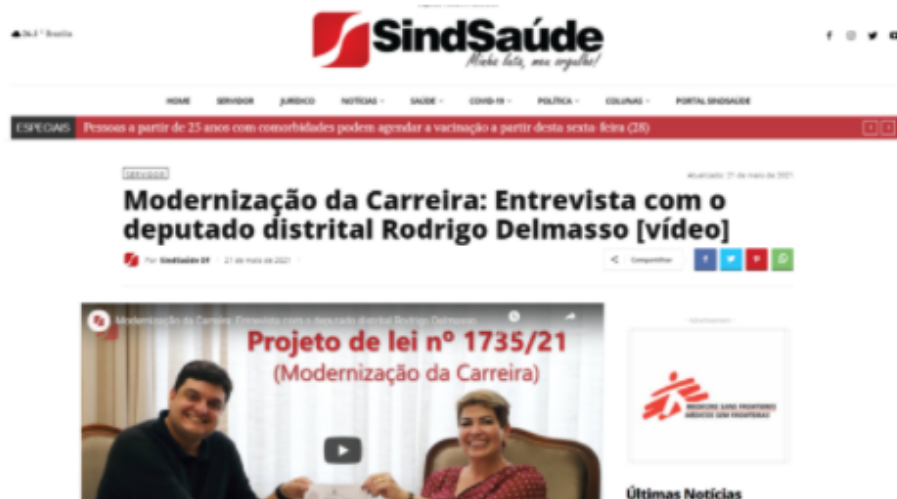 SindSaúde
Minha luta, meu orgulho!
Brasília
HOME SERVIDOR JURÍDICO NOTÍCIAS SAÚDE COVID-19 POLÍTICA COLUNAS PORTAL SINDSAÚDE
ESPECIAIS Pessoas a partir de 25 anos com comorbidades podem agendar a vacinação a partir desta sexta-feira (28)
SERVIDOR
Atualizado: 21 de maio de 2021
Modernização da Carreira: Entrevista com o
deputado distrital Rodrigo Delmasso [vídeo]
Por SindSaúde DF 21 de maio de 2021
Compartilhar
Modernização da Carreira: Entrevista com o deputado distrital Rodrigo Delmasso
Projeto de lei nº 1735/21
(Modernização da Carreira)
- Advertisement -
MEDECINS SANS FRONTIERES
MÉDICOS SEM FRONTEIRAS
Últimas Notícias